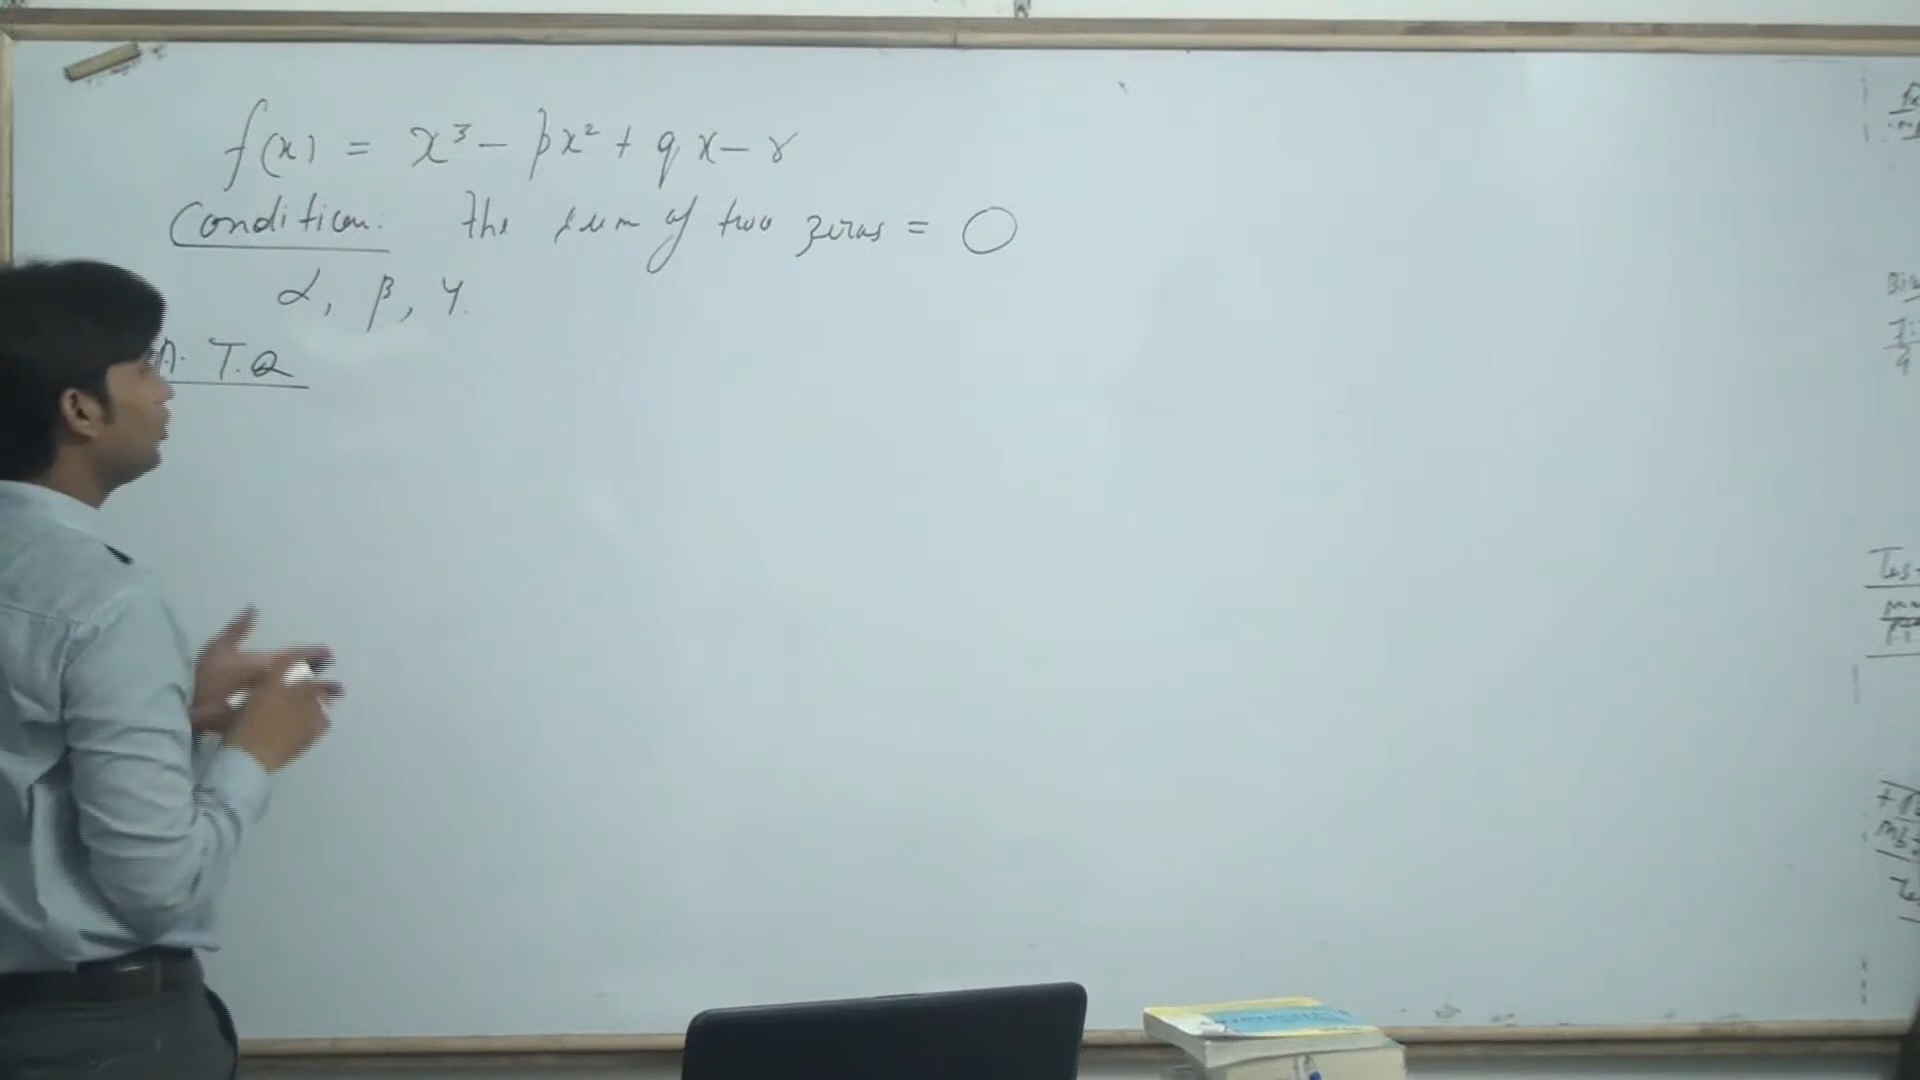 f(x) = x³ - px² + qx - r
Condition: the sum of two zeros = 0
α, β, γ.
A. T. Q